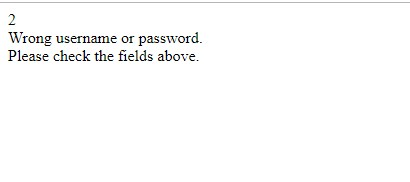 2
Wrong username or password.
Please check the fields above.